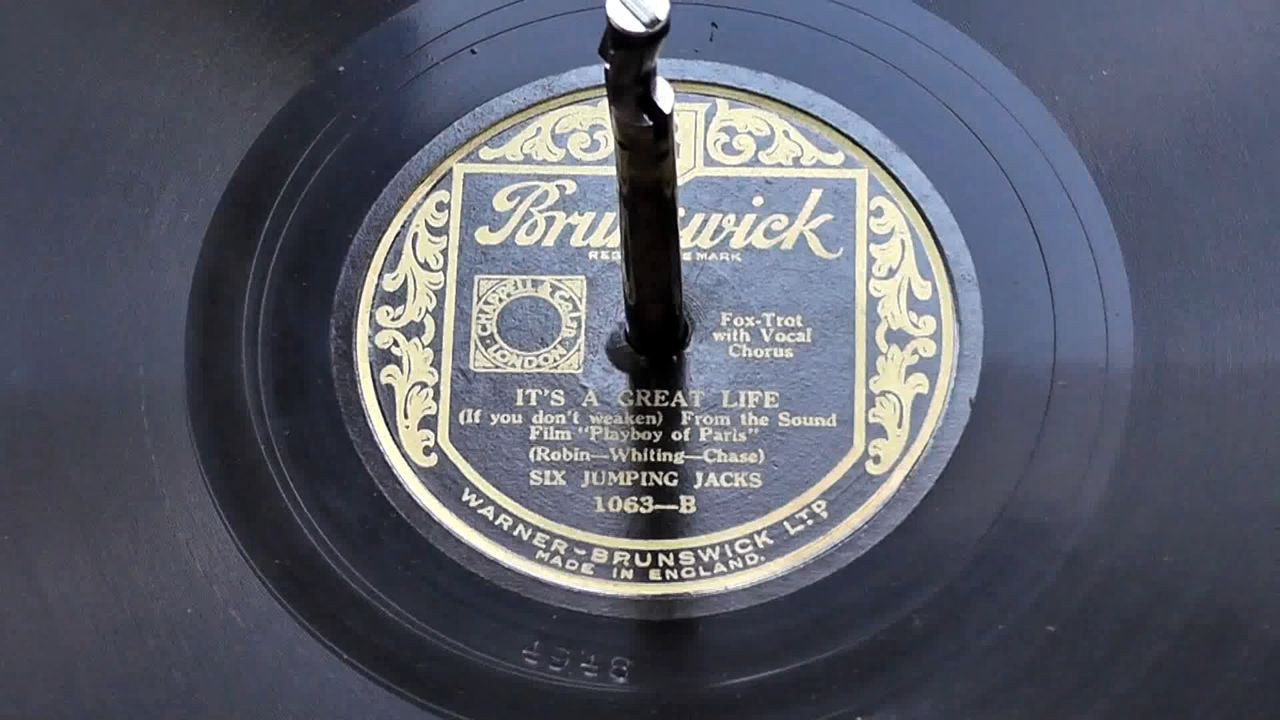 Brunswick
REG MARK
CHAPPELL & Co. LTD.
LONDON
Fox-Trot
with Vocal
Chorus
IT'S A GREAT LIFE
(If you don't weaken) From the Sound
Film "Playboy of Paris"
(Robin—Whiting—Chase)
SIX JUMPING JACKS
1063—B
WARNER-BRUNSWICK LTD
MADE IN ENGLAND.